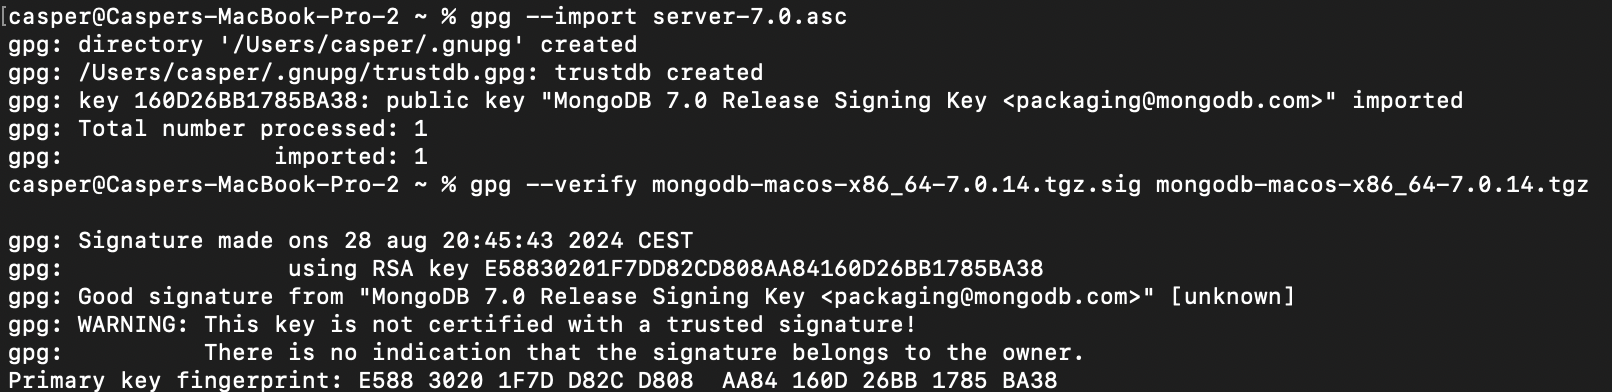 [casper@Caspers-MacBook-Pro-2 ~ % gpg --import server-7.0.asc
gpg: directory '/Users/casper/.gnupg' created
gpg: /Users/casper/.gnupg/trustdb.gpg: trustdb created
gpg: key 160D26BB1785BA38: public key "MongoDB 7.0 Release Signing Key <packaging@mongodb.com>" imported
gpg: Total number processed: 1
gpg:               imported: 1
casper@Caspers-MacBook-Pro-2 ~ % gpg --verify mongodb-macos-x86_64-7.0.14.tgz.sig mongodb-macos-x86_64-7.0.14.tgz
gpg: Signature made ons 28 aug 20:45:43 2024 CEST
gpg:                using RSA key E58830201F7DD82CD808AA84160D26BB1785BA38
gpg: Good signature from "MongoDB 7.0 Release Signing Key <packaging@mongodb.com>" [unknown]
gpg: WARNING: This key is not certified with a trusted signature!
gpg:          There is no indication that the signature belongs to the owner.
Primary key fingerprint: E588 3020 1F7D D82C D808  AA84 160D 26BB 1785 BA38